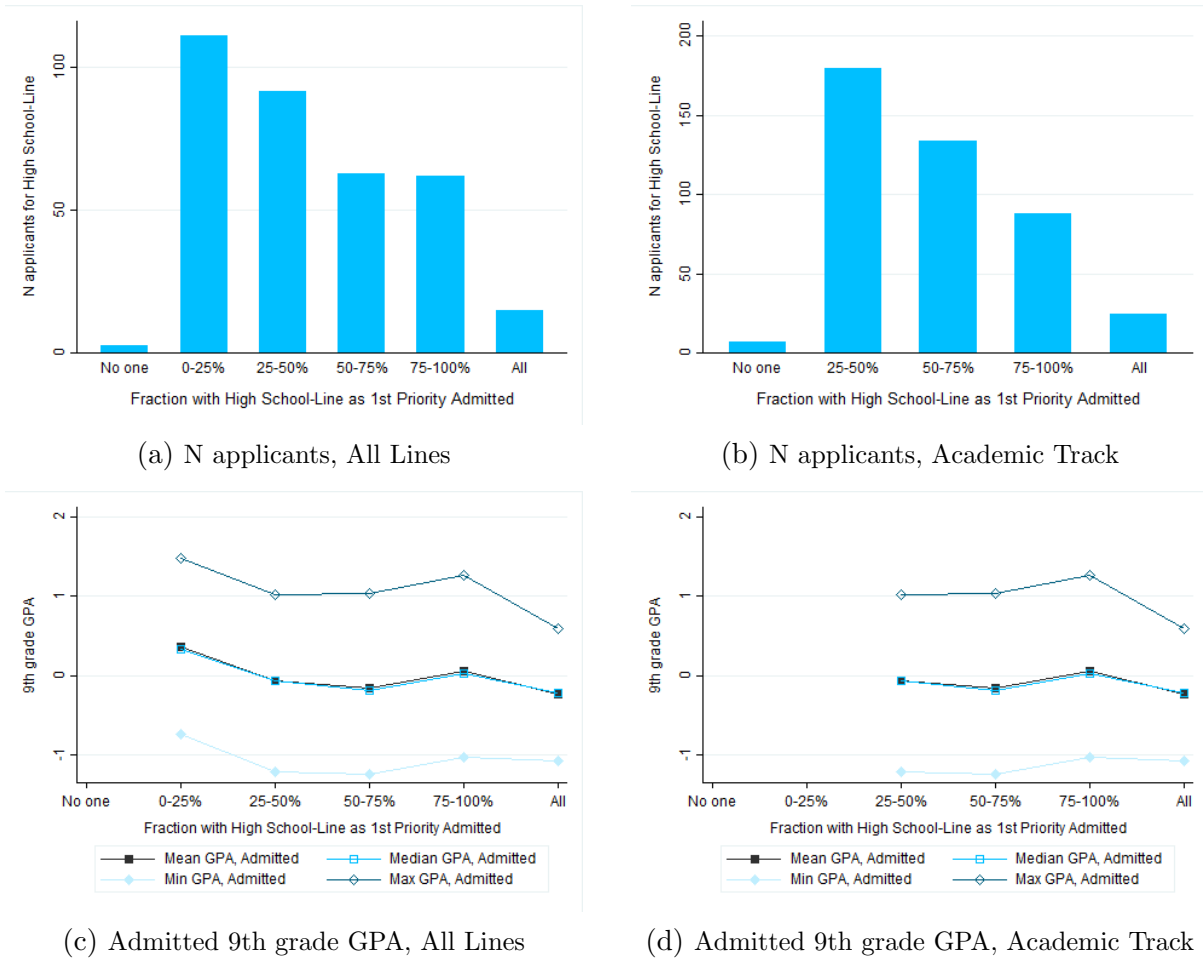 N applicants for High School-Line
100
50
0
No one 0-25% 25-50% 50-75% 75-100% All
Fraction with High School-Line as 1st Priority Admitted
(a) N applicants, All Lines
N applicants for High School-Line
200
150
100
50
0
No one 25-50% 50-75% 75-100% All
Fraction with High School-Line as 1st Priority Admitted
(b) N applicants, Academic Track
9th grade GPA
2
1
0
-1
No one 0-25% 25-50% 50-75% 75-100% All
Fraction with High School-Line as 1st Priority Admitted
Mean GPA, Admitted Median GPA, Admitted
Min GPA, Admitted Max GPA, Admitted
(c) Admitted 9th grade GPA, All Lines
9th grade GPA
2
1
0
-1
No one 0-25% 25-50% 50-75% 75-100% All
Fraction with High School-Line as 1st Priority Admitted
Mean GPA, Admitted Median GPA, Admitted
Min GPA, Admitted Max GPA, Admitted
(d) Admitted 9th grade GPA, Academic Track